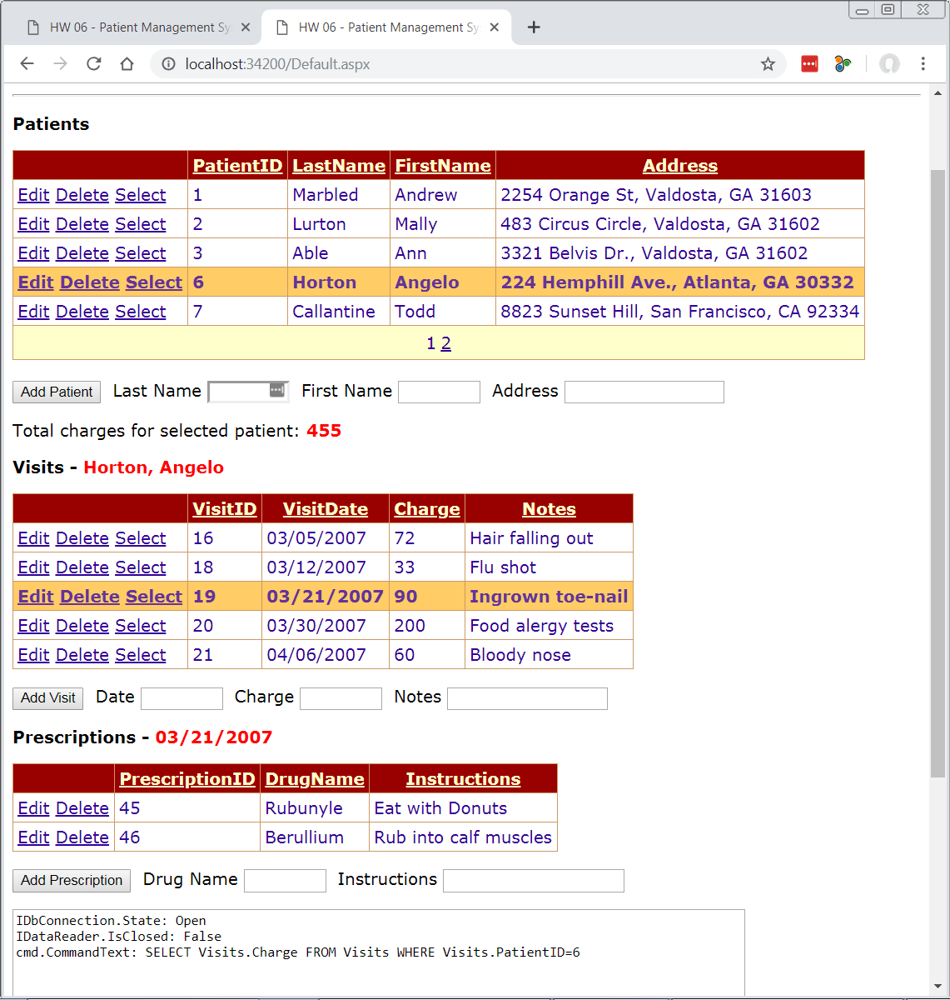 HW 06 - Patient Management Sy HW 06 - Patient Management Sy
localhost:34200/Default.aspx
Patients
PatientID LastName FirstName Address
Edit Delete Select 1 Marbled Andrew 2254 Orange St, Valdosta, GA 31603
Edit Delete Select 2 Lurton Mally 483 Circus Circle, Valdosta, GA 31602
Edit Delete Select 3 Able Ann 3321 Belvis Dr., Valdosta, GA 31602
Edit Delete Select 6 Horton Angelo 224 Hemphill Ave., Atlanta, GA 30332
Edit Delete Select 7 Callantine Todd 8823 Sunset Hill, San Francisco, CA 92334
1 2
Add Patient Last Name First Name Address
Total charges for selected patient: 455
Visits - Horton, Angelo
VisitID VisitDate Charge Notes
Edit Delete Select 16 03/05/2007 72 Hair falling out
Edit Delete Select 18 03/12/2007 33 Flu shot
Edit Delete Select 19 03/21/2007 90 Ingrown toe-nail
Edit Delete Select 20 03/30/2007 200 Food alergy tests
Edit Delete Select 21 04/06/2007 60 Bloody nose
Add Visit Date Charge Notes
Prescriptions - 03/21/2007
PrescriptionID DrugName Instructions
Edit Delete 45 Rubunyle Eat with Donuts
Edit Delete 46 Berullium Rub into calf muscles
Add Prescription Drug Name Instructions
IDbConnection.State: Open
IDataReader.IsClosed: False
cmd.CommandText: SELECT Visits.Charge FROM Visits WHERE Visits.PatientID=6